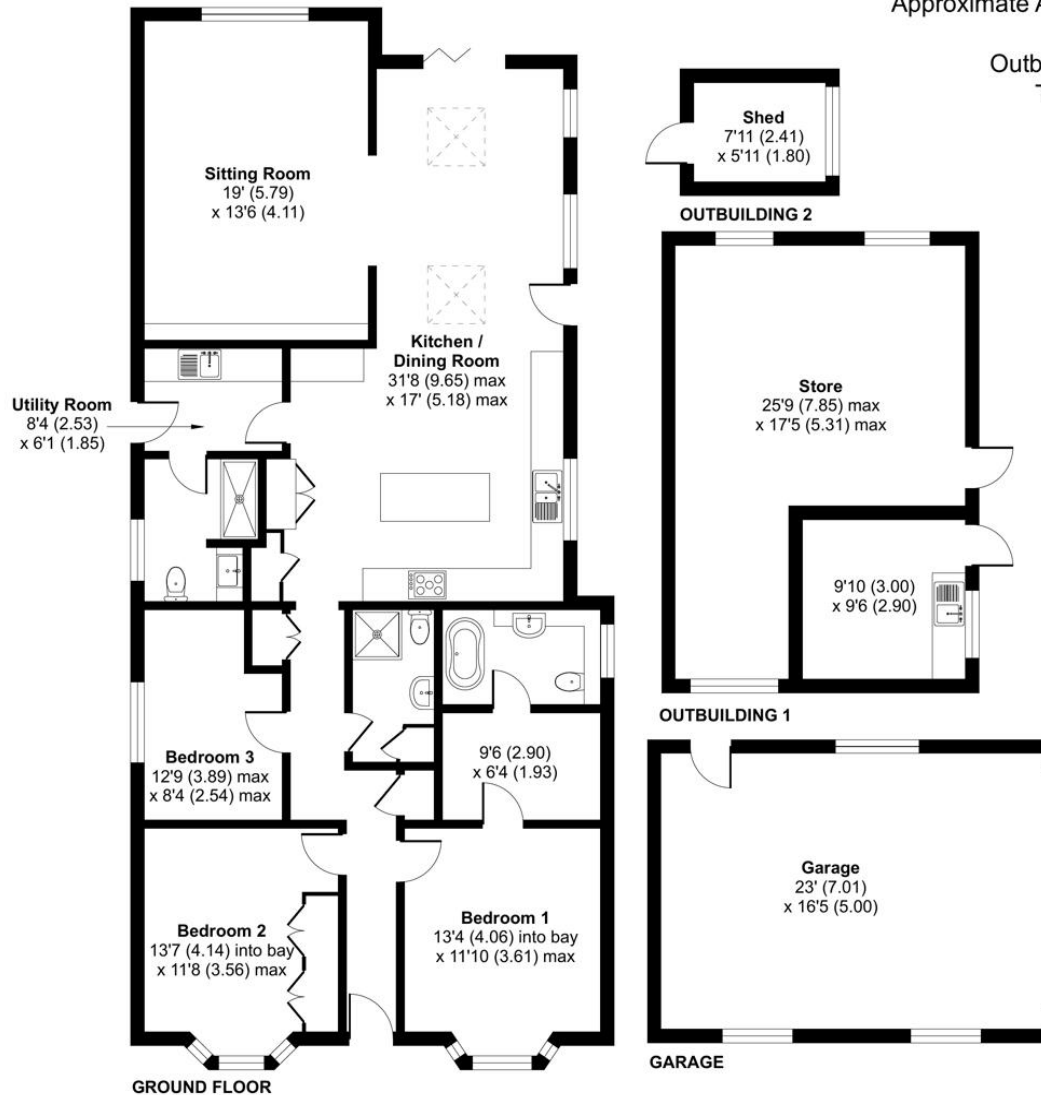 Approximate A
Outb
T
Shed
7'11 (2.41)
x 5'11 (1.80)
OUTBUILDING 2
Sitting Room
19' (5.79)
x 13'6 (4.11)
Kitchen /
Dining Room
31'8 (9.65) max
x 17' (5.18) max
Utility Room
8'4 (2.53)
x 6'1 (1.85)
Store
25'9 (7.85) max
x 17'5 (5.31) max
9'10 (3.00)
x 9'6 (2.90)
OUTBUILDING 1
Bedroom 3
12'9 (3.89) max
x 8'4 (2.54) max
9'6 (2.90)
x 6'4 (1.93)
Bedroom 2
13'7 (4.14) into bay
x 11'8 (3.56) max
Bedroom 1
13'4 (4.06) into bay
x 11'10 (3.61) max
Garage
23' (7.01)
x 16'5 (5.00)
GARAGE
GROUND FLOOR